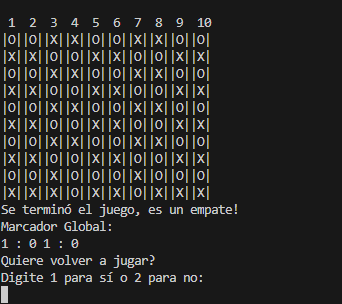 1 2 3 4 5 6 7 8 9 10
|O||O||X||X||O||O||X||X||O||O|
|X||X||O||O||X||X||O||O||X||X|
|O||O||X||X||O||O||X||X||O||O|
|X||X||O||O||X||X||O||O||X||X|
|O||O||X||X||O||O||X||X||O||O|
|X||X||O||O||X||X||O||O||X||X|
|O||O||X||X||O||O||X||X||O||O|
|X||X||O||O||X||X||O||O||X||X|
|O||O||X||X||O||O||X||X||O||O|
|X||X||X||O||X||X||O||O||X||X|
Se terminó el juego, es un empate!
Marcador Global:
1 : 0 1 : 0
Quiere volver a jugar?
Digite 1 para sí o 2 para no: